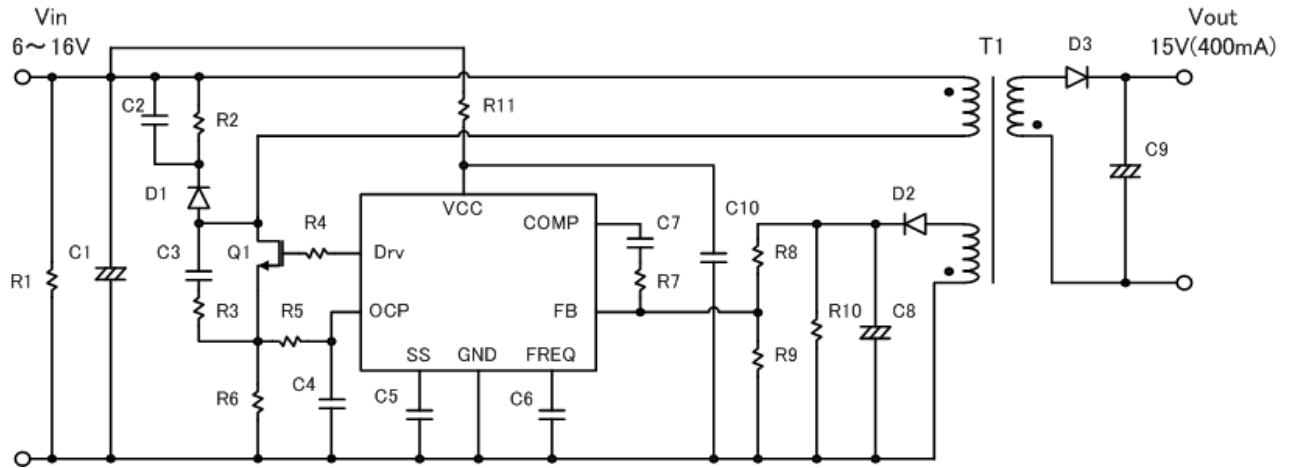 Vin
6～16V
Vout
15V(400mA)
T1
D3
C2
R2
R11
C9
D1
VCC
COMP
C7
C10
D2
R4
C3
Q1
Drv
R8
C1
R1
R7
R3
R5
OCP
FB
R10
C8
R9
SS
GND
FREQ
R6
C4
C5
C6